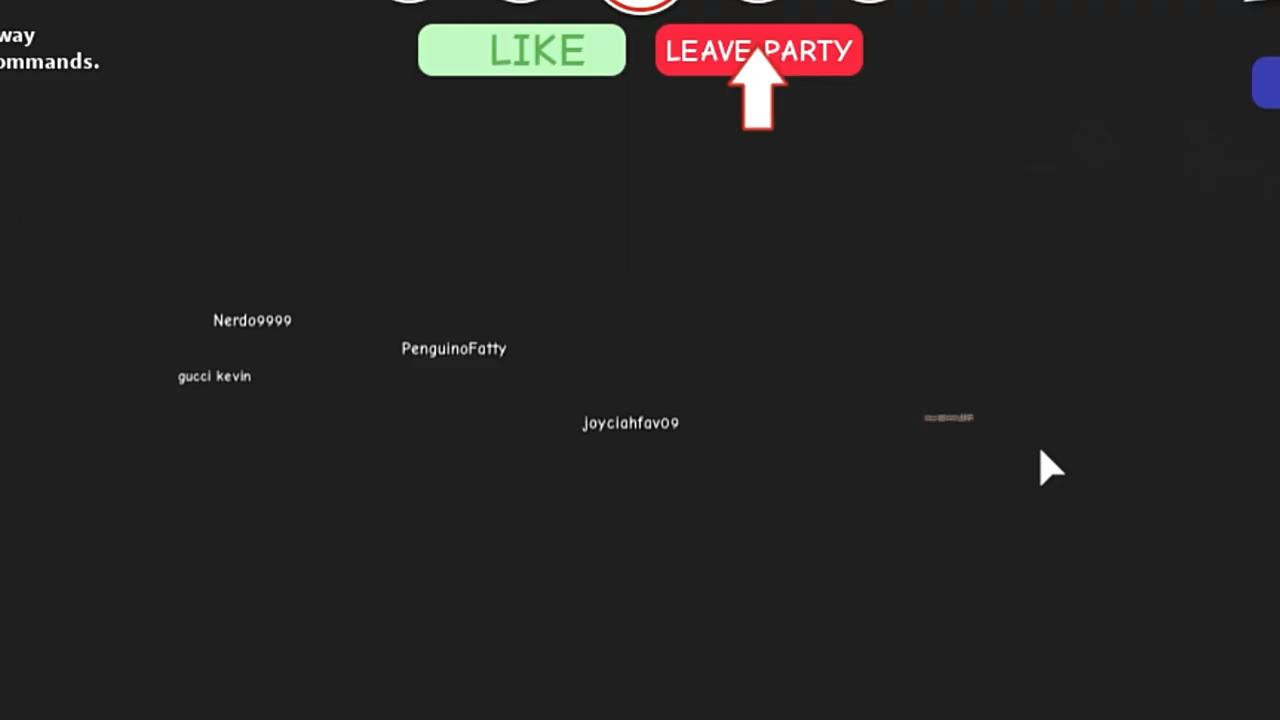 way
ommands.
LIKE
LEAVE PARTY
Nerdo9999
PenguinoFatty
gucci kevin
joyciahfav09